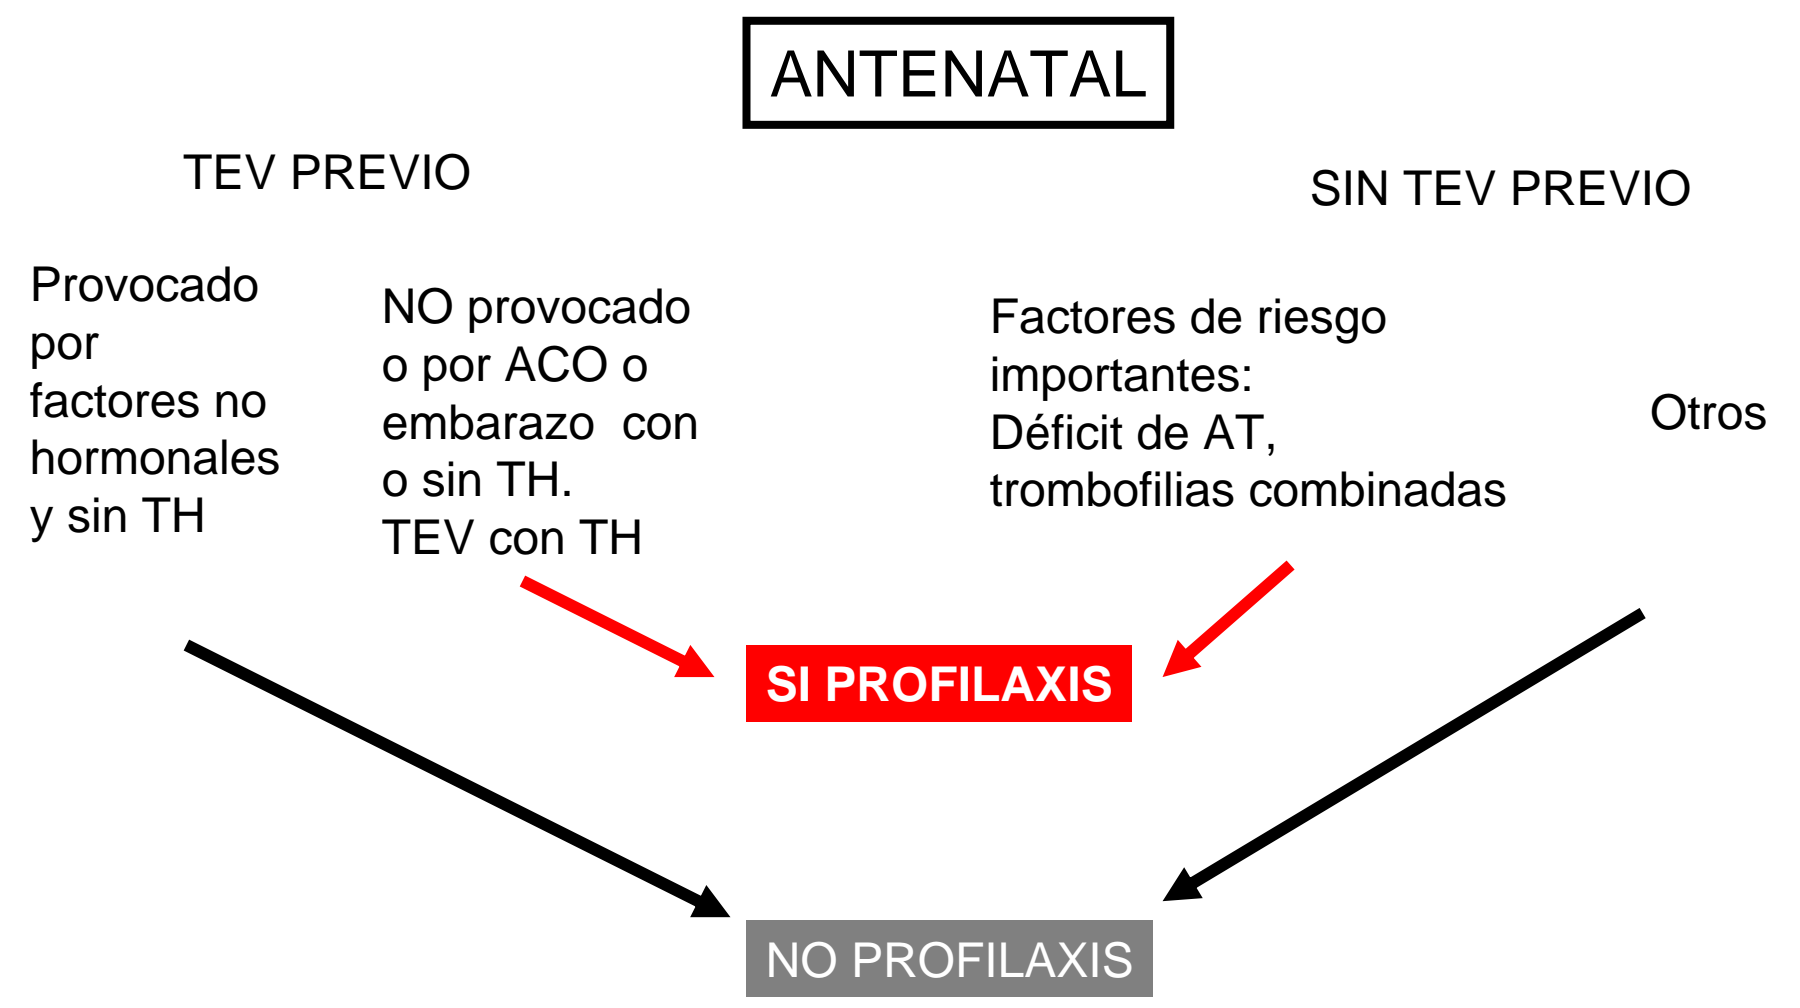 ANTENATAL
TEV PREVIO
SIN TEV PREVIO
Provocado
por
factores no
hormonales
y sin TH
NO provocado
o por ACO o
embarazo con
o sin TH.
TEV con TH
Factores de riesgo
importantes:
Déficit de AT,
trombofilias combinadas
Otros
SI PROFILAXIS
NO PROFILAXIS